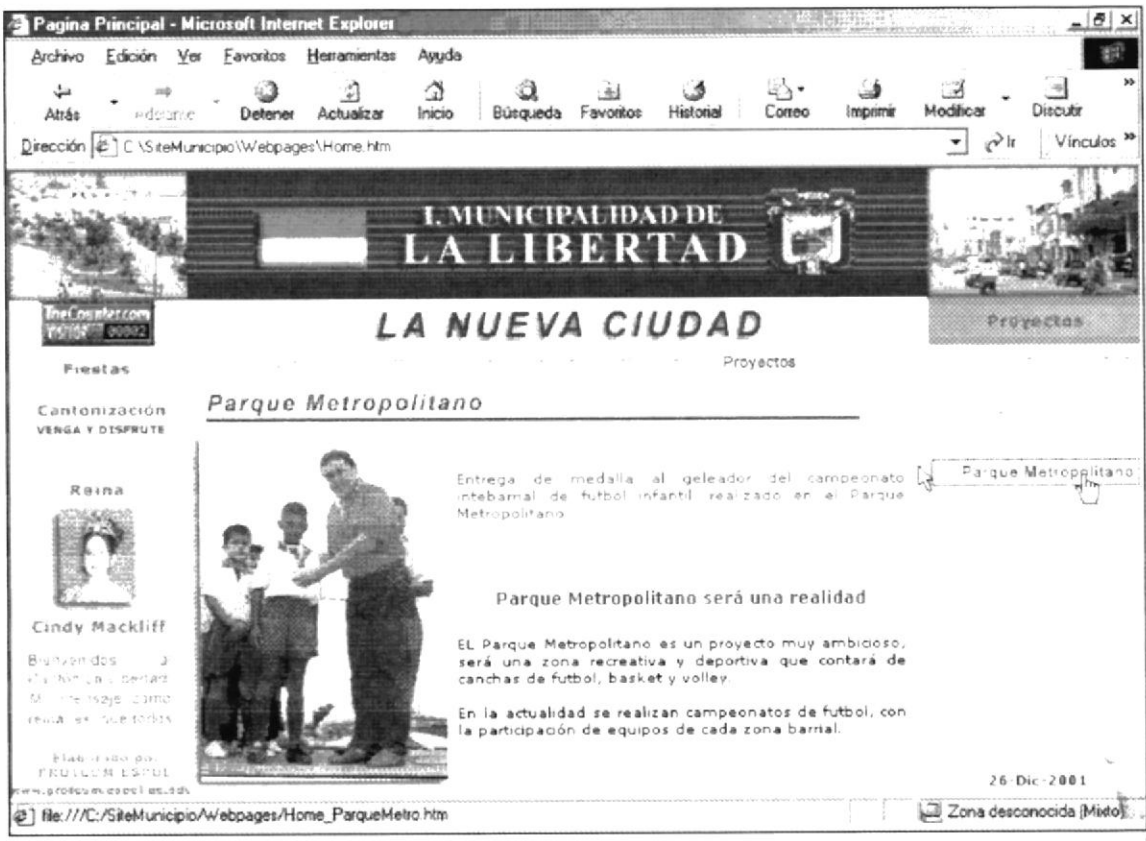 Pagina Principal - Microsoft Internet Explorer
Archivo Edición Ver Favoritos Herramientas Ayuda
Atrás Adelante Detener Actualizar Inicio Búsqueda Favoritos Historial Correo Imprimir Modificar Discutir
Dirección C:\SiteMunicipio\Webpages\Home.htm Ir Vínculos
I. MUNICIPALIDAD DE
LA LIBERTAD
TheCounter.com
VISITOR 00002
LA NUEVA CIUDAD
Proyectos
Proyectos
Fiestas
Cantonización
VENGA Y DISFRUTE
Reina
Cindy Mackliff
Parque Metropolitano
Entrega de medalla al geleador del campeonato
intebarrial de futbol infantil realizado en el Parque
Metropolitano
Parque Metropolitano será una realidad
EL Parque Metropolitano es un proyecto muy ambicioso,
será una zona recreativa y deportiva que contará de
canchas de futbol, basket y volley.
En la actualidad se realizan campeonatos de futbol, con
la participación de equipos de cada zona barrial.
Parque Metropolitano
26-Dic-2001
file:///C:/SiteMunicipio/Webpages/Home_ParqueMetro.htm Zona desconocida (Mixto)